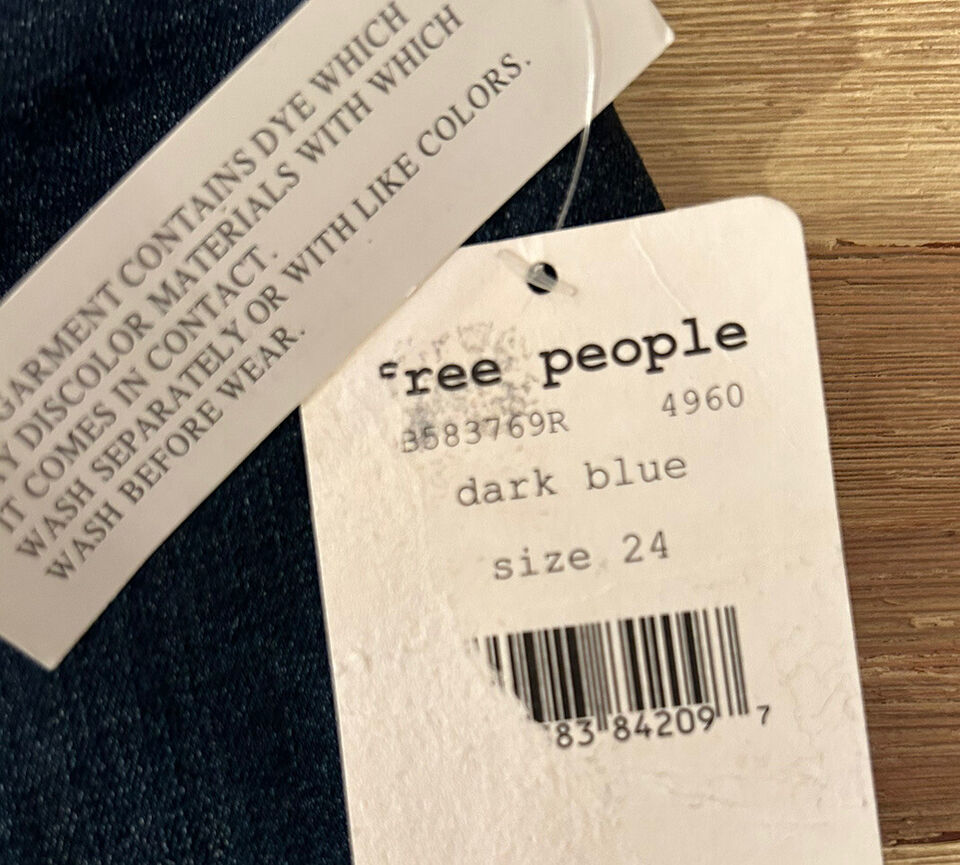 GARMENT CONTAINS DYE WHICH
DISCOLOR MATERIALS WITH WHICH
IT COMES IN CONTACT.
WASH SEPARATELY OR WITH LIKE COLORS.
WASH BEFORE WEAR.
free people
B583769R 4960
dark blue
size 24
83 84209 7